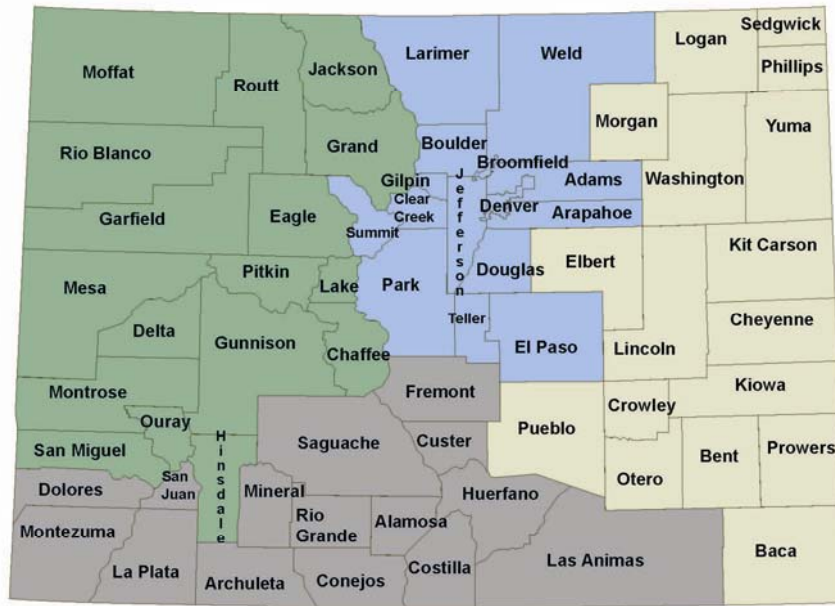 Moffat
Routt
Jackson
Larimer
Weld
Logan
Sedgwick
Phillips
Rio Blanco
Grand
Boulder
Morgan
Yuma
Broomfield
Gilpin
Washington
Adams
Clear
Creek
Jefferson
Denver
Arapahoe
Garfield
Eagle
Summit
Kit Carson
Mesa
Pitkin
Lake
Park
Douglas
Elbert
Teller
Cheyenne
Delta
Gunnison
Chaffee
El Paso
Lincoln
Montrose
Fremont
Crowley
Kiowa
Ouray
Hinsdale
Saguache
Custer
Pueblo
San Miguel
Bent
Prowers
Otero
Dolores
San
Juan
Mineral
Huerfano
Rio
Grande
Alamosa
Montezuma
La Plata
Archuleta
Conejos
Costilla
Las Animas
Baca